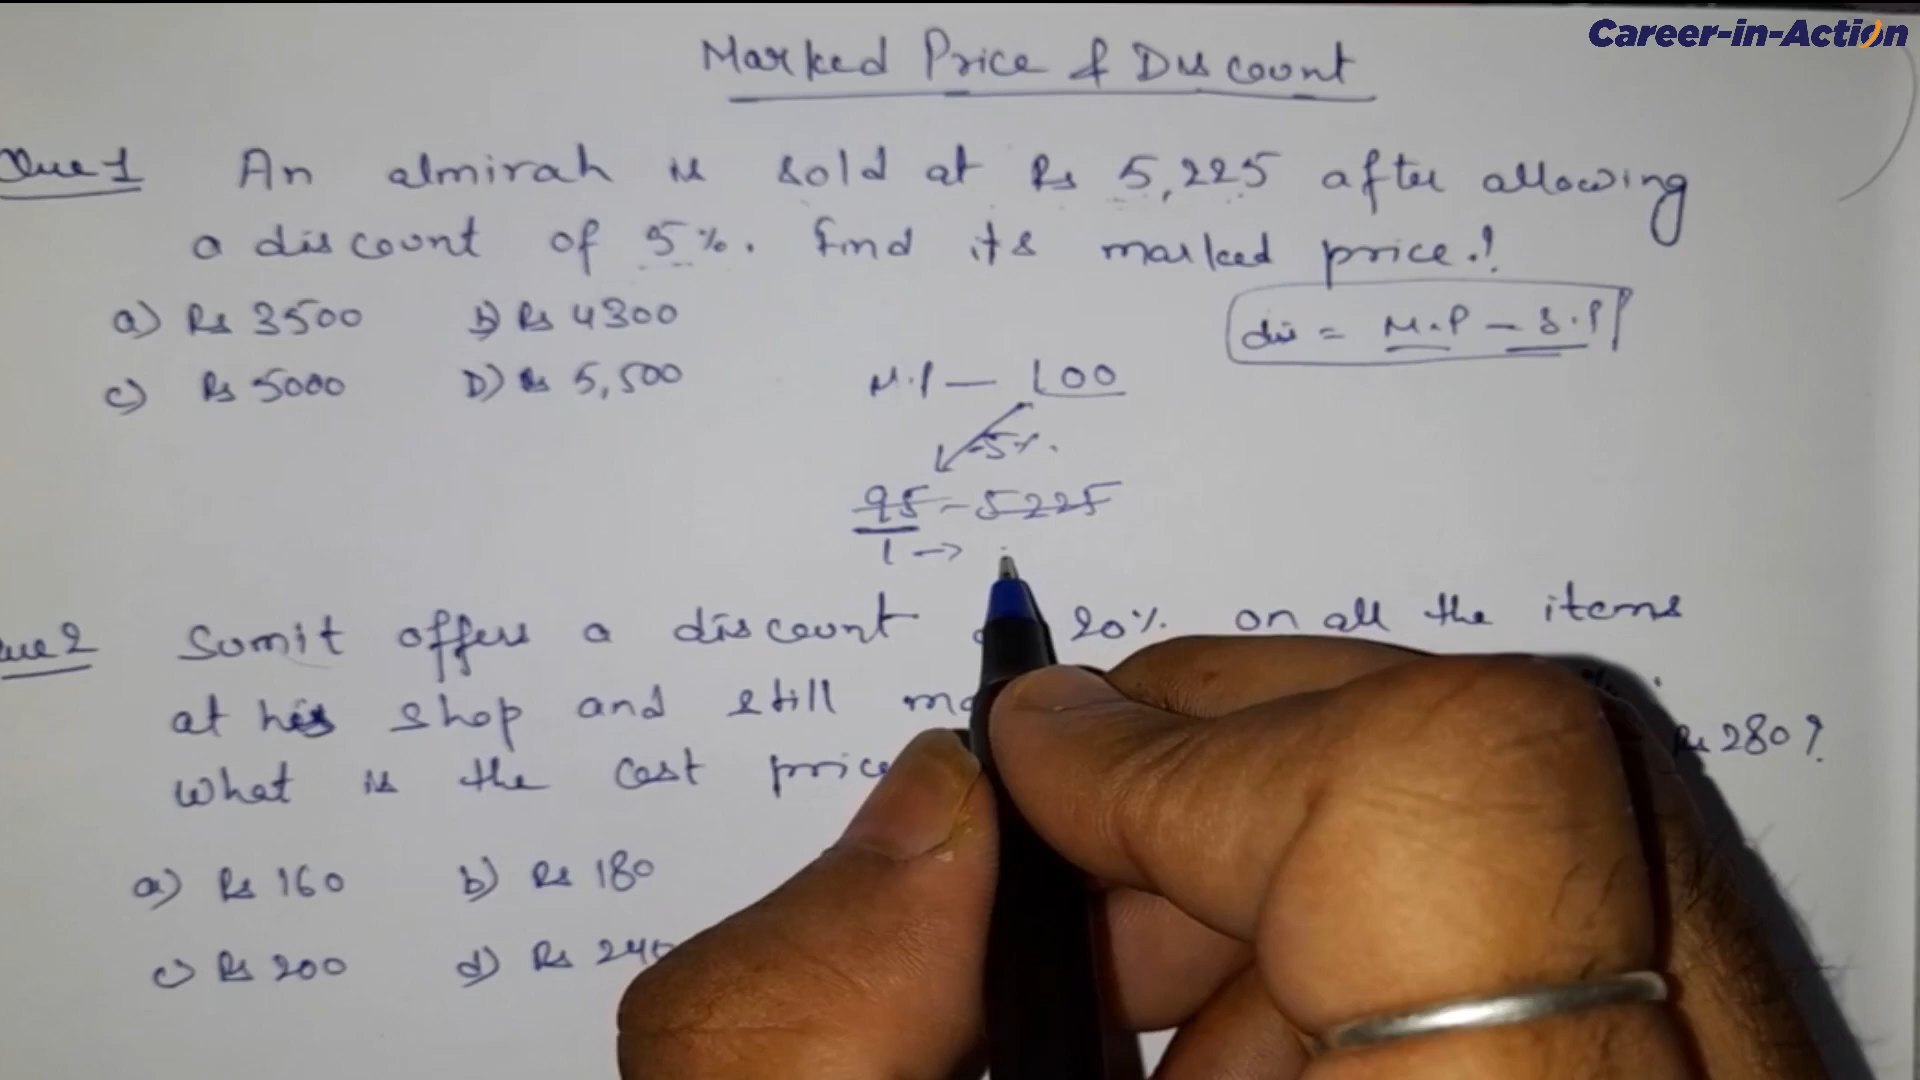 Career-in-Action
Marked Price & Discount
Que 1 An almirah is sold at Rs 5,225 after allowing
a discount of 5%. find its marked price.!
a) Rs 3500 b) Rs 4300
c) Rs 5000 D) Rs 5,500
dis = M.P - S.P
M.P - 100
-5%.
95 - 5225
1 ->
Que 2 Sumit offers a discount 20% on all the items
at his shop and still
Rs 280?
What is the cost price
a) Rs 160 b) Rs 180
c) Rs 200 d) Rs 240